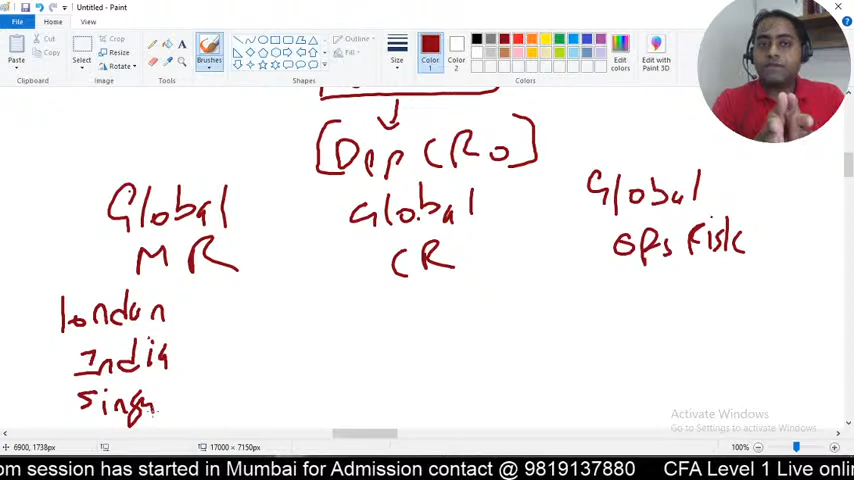 Untitled - Paint
File Home View
Paste Cut Copy
Select Crop Resize Rotate
Brushes
Outline Fill
Size
Color 1 Color 2
Edit colors
Edit with Paint 3D
Clipboard Image Tools Shapes Colors
[Dep CRO]
Global MR
Global CR
Global OPs Risk
London
India
Sing
Activate Windows
Go to Settings to activate Windows.
6900, 1738px 17000 × 7150px 100%
om session has started in Mumbai for Admission contact @ 9819137880 CFA Level 1 Live onli